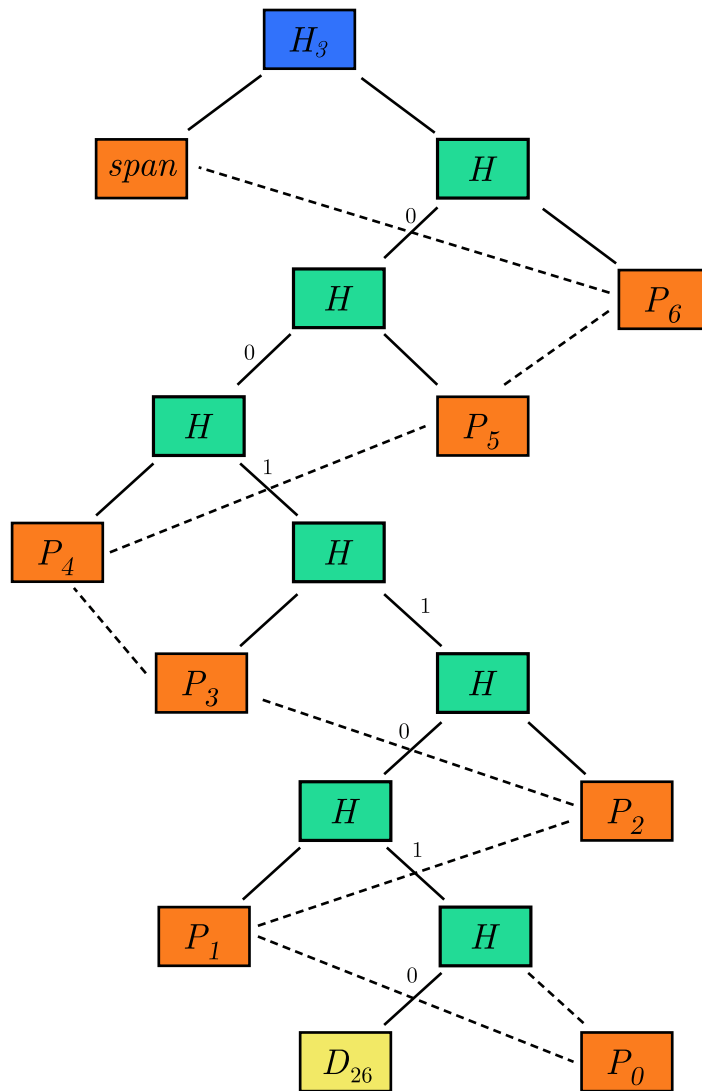 H₃
span H
0
H P₆
0
H P₅
1
P₄ H
1
P₃ H
0
H P₂
1
P₁ H
0
D₂₆ P₀